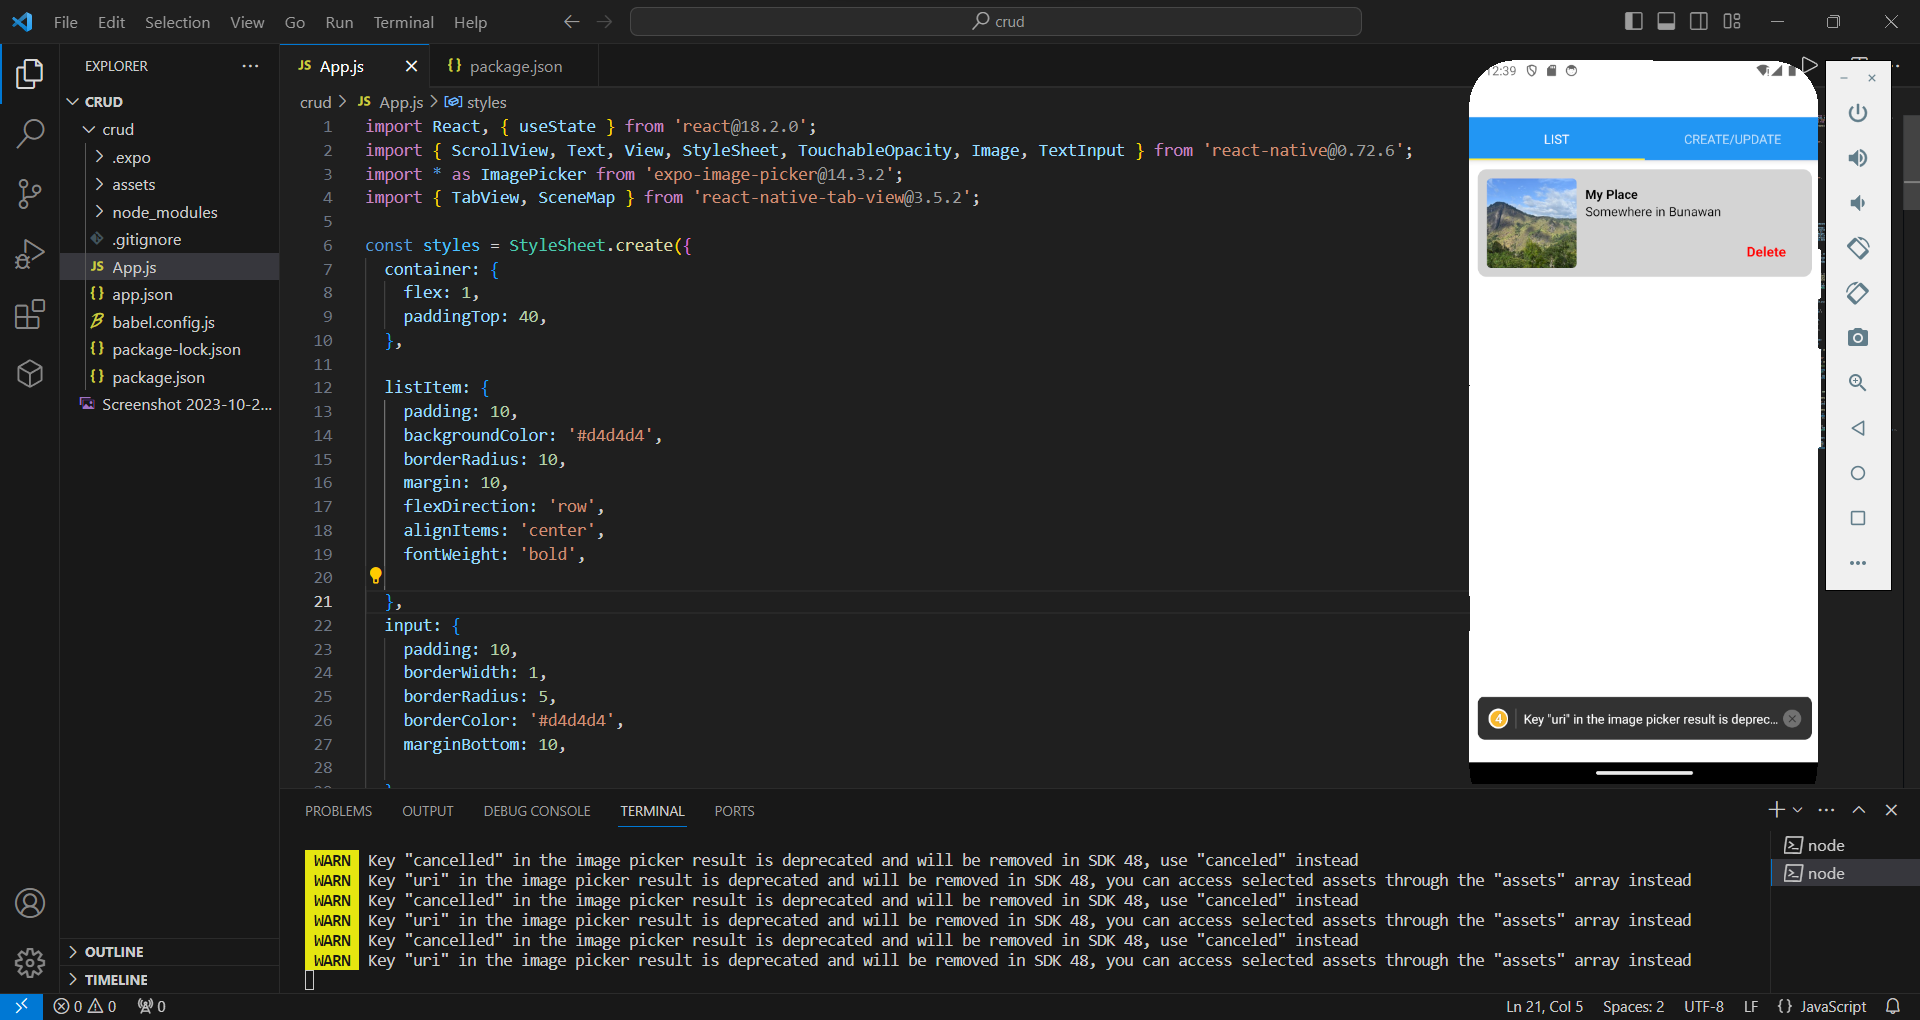 File Edit Selection View Go Run Terminal Help
crud
EXPLORER
CRUD
crud
.expo
assets
node_modules
.gitignore
JS App.js
{} app.json
babel.config.js
{} package-lock.json
{} package.json
Screenshot 2023-10-2...
OUTLINE
TIMELINE
JS App.js
{} package.json
crud > JS App.js > styles
1 import React, { useState } from 'react@18.2.0';
2 import { ScrollView, Text, View, StyleSheet, TouchableOpacity, Image, TextInput } from 'react-native@0.72.6';
3 import * as ImagePicker from 'expo-image-picker@14.3.2';
4 import { TabView, SceneMap } from 'react-native-tab-view@3.5.2';
5
6 const styles = StyleSheet.create({
7 container: {
8 flex: 1,
9 paddingTop: 40,
10 },
11
12 listItem: {
13 padding: 10,
14 backgroundColor: '#d4d4d4',
15 borderRadius: 10,
16 margin: 10,
17 flexDirection: 'row',
18 alignItems: 'center',
19 fontWeight: 'bold',
20
21 },
22 input: {
23 padding: 10,
24 borderWidth: 1,
25 borderRadius: 5,
26 borderColor: '#d4d4d4',
27 marginBottom: 10,
28
12:39
LIST CREATE/UPDATE
My Place
Somewhere in Bunawan
Delete
4 Key "uri" in the image picker result is deprec...
PROBLEMS OUTPUT DEBUG CONSOLE TERMINAL PORTS
WARN Key "cancelled" in the image picker result is deprecated and will be removed in SDK 48, use "canceled" instead
WARN Key "uri" in the image picker result is deprecated and will be removed in SDK 48, you can access selected assets through the "assets" array instead
WARN Key "cancelled" in the image picker result is deprecated and will be removed in SDK 48, use "canceled" instead
WARN Key "uri" in the image picker result is deprecated and will be removed in SDK 48, you can access selected assets through the "assets" array instead
WARN Key "cancelled" in the image picker result is deprecated and will be removed in SDK 48, use "canceled" instead
WARN Key "uri" in the image picker result is deprecated and will be removed in SDK 48, you can access selected assets through the "assets" array instead
node
node
0 0 0
Ln 21, Col 5 Spaces: 2 UTF-8 LF {} JavaScript